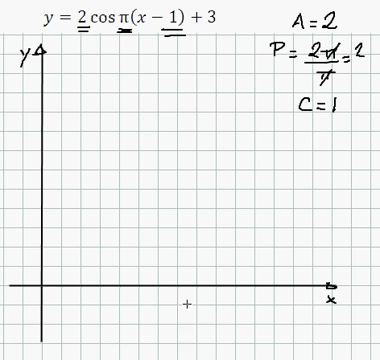 y = 2 cos π(x − 1) + 3
A = 2
P = 2π/π = 2
C = 1
y
x